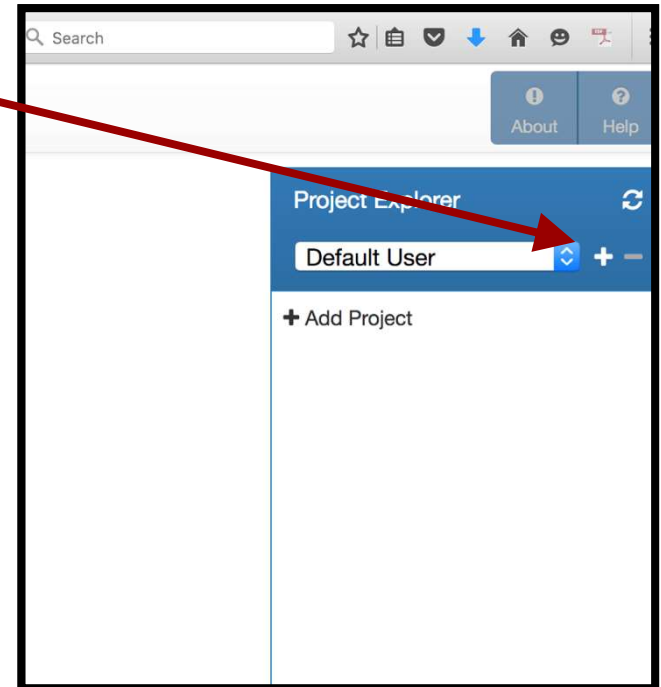 Search
About
Help
Project Explorer
Default User
+ Add Project